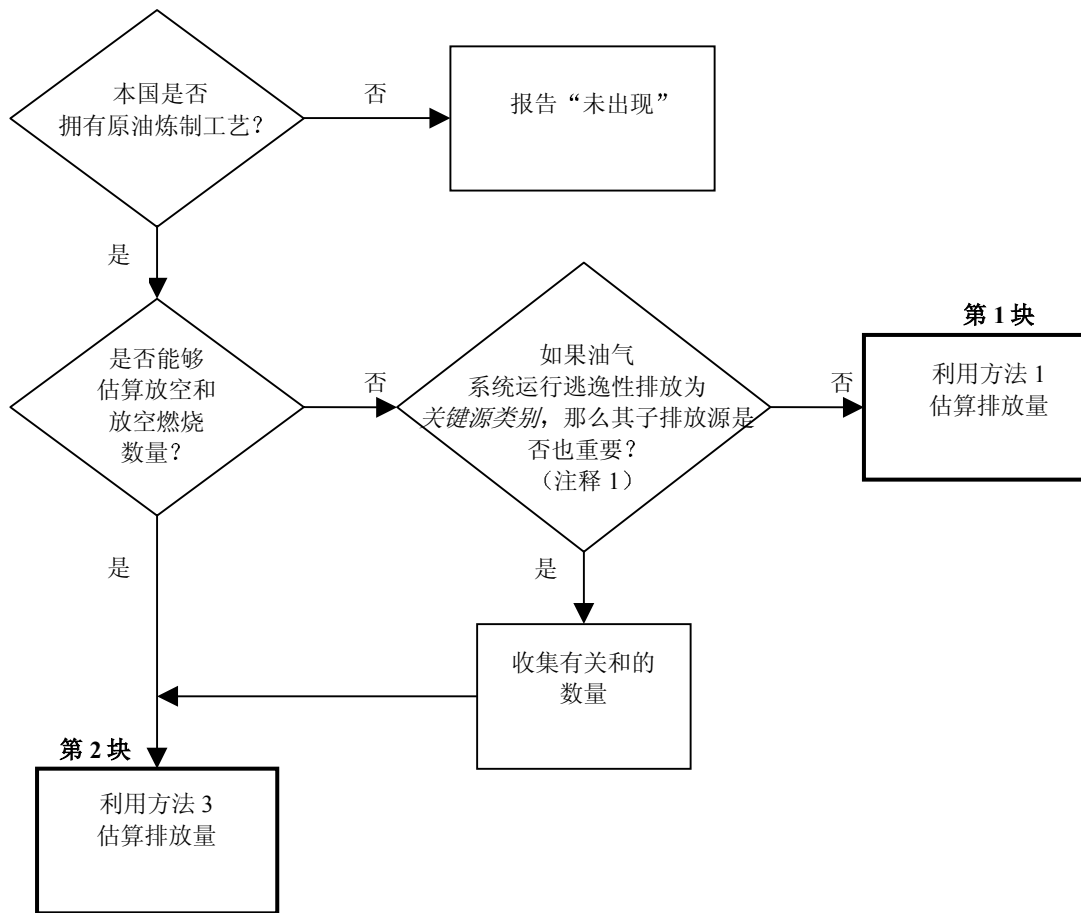 本国是否
拥有原油炼制工艺？
否
报告“未出现”
是
是否能够
估算放空和
放空燃烧
数量？
否
如果油气
系统运行逃逸性排放为
关键源类别，那么其子排放源是
否也重要？
（注释 1）
否
第 1 块
利用方法 1
估算排放量
是
是
收集有关和的
数量
第 2 块
利用方法 3
估算排放量